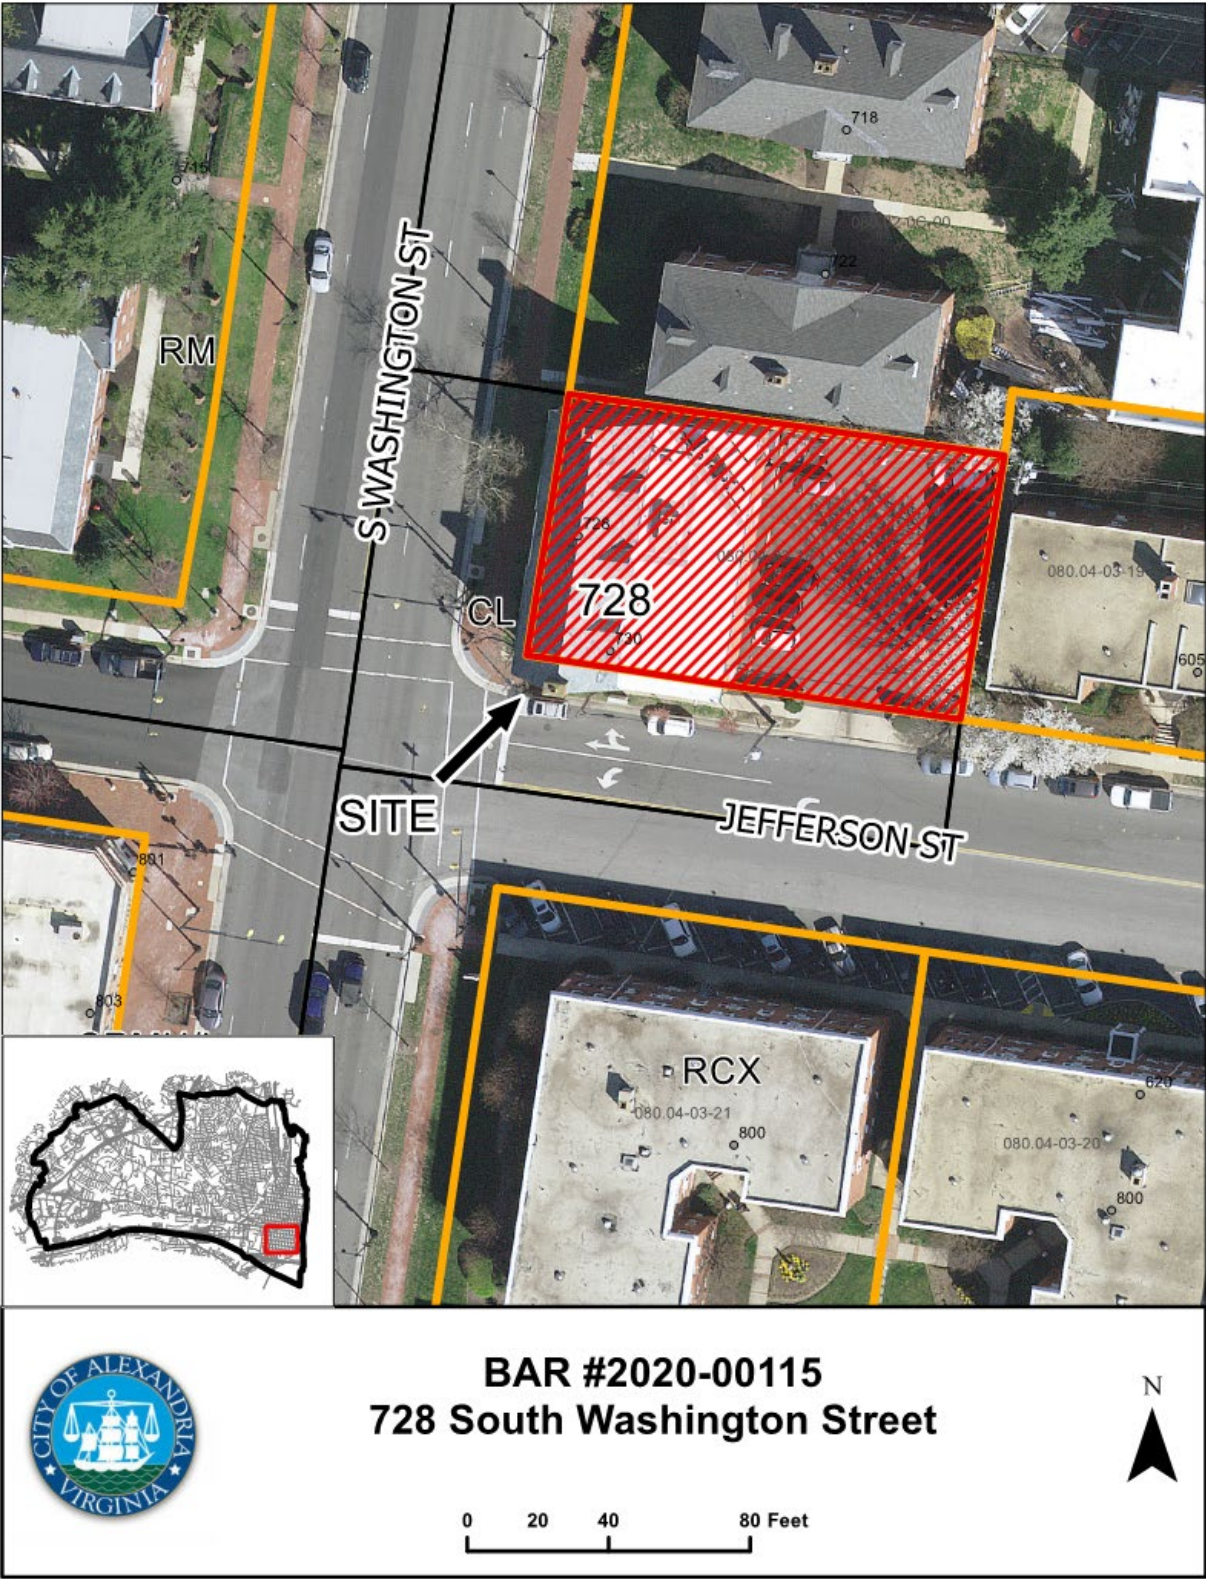 718
715
722
S WASHINGTON ST
RM
728
080.04-03-19
728
CL
730
605
SITE
JEFFERSON ST
801
803
RCX
620
080.04-03-21
800
080.04-03-20
800
CITY OF ALEXANDRIA
VIRGINIA
BAR #2020-00115
728 South Washington Street
N
0 20 40 80 Feet